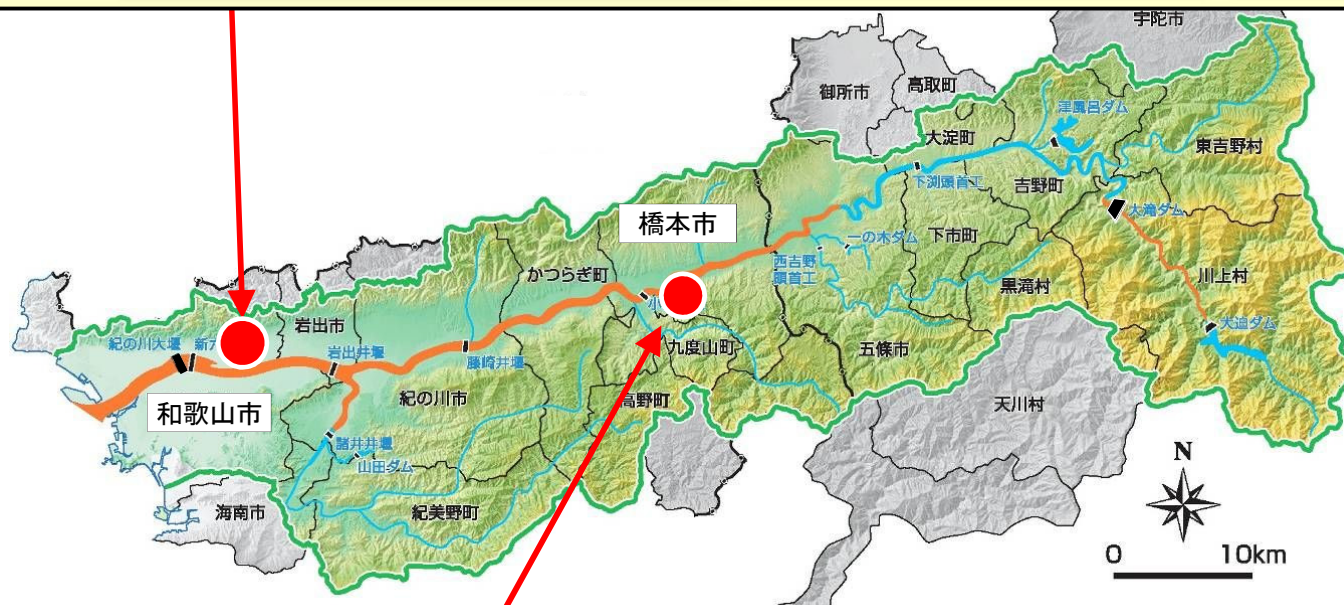 宇陀市
御所市
高取町
大淀町
津風呂ダム
東吉野村
下渕頭首工
吉野町
大滝ダム
橋本市
一の木ダム
下市町
西吉野
頭首工
かつらぎ町
黒滝村
川上村
大迫ダム
岩出市
紀の川大堰
新六
岩出井堰
藤崎井堰
小
九度山町
五條市
和歌山市
紀の川市
高野町
天川村
諸井井堰
山田ダム
N
海南市
紀美野町
0
10km